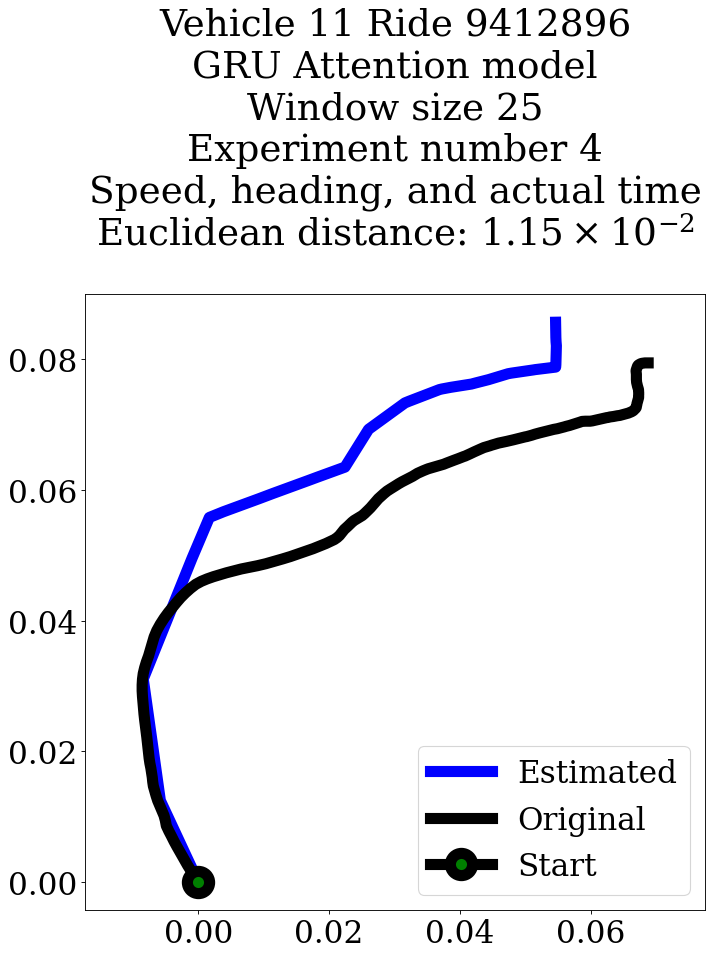 Vehicle 11 Ride 9412896
GRU Attention model
Window size 25
Experiment number 4
Speed, heading, and actual time
Euclidean distance: 1.15 × 10⁻²
0.08
0.06
0.04
0.02
0.00
Estimated
Original
Start
0.00 0.02 0.04 0.06